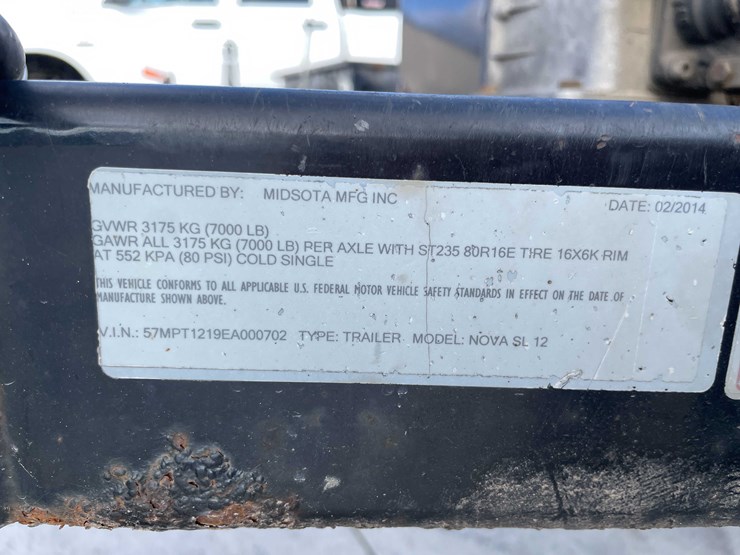 MANUFACTURED BY: MIDSOTA MFG INC DATE: 02/2014
GVWR 3175 KG (7000 LB)
GAWR ALL 3175 KG (7000 LB) PER AXLE WITH ST235 80R16E TIRE 16X6K RIM
AT 552 KPA (80 PSI) COLD SINGLE
THIS VEHICLE CONFORMS TO ALL APPLICABLE U.S. FEDERAL MOTOR VEHICLE SAFETY STANDARDS IN EFFECT ON THE DATE OF
MANUFACTURE SHOWN ABOVE.
V.I.N.: 57MPT1219EA000702 TYPE: TRAILER MODEL: NOVA SL 12